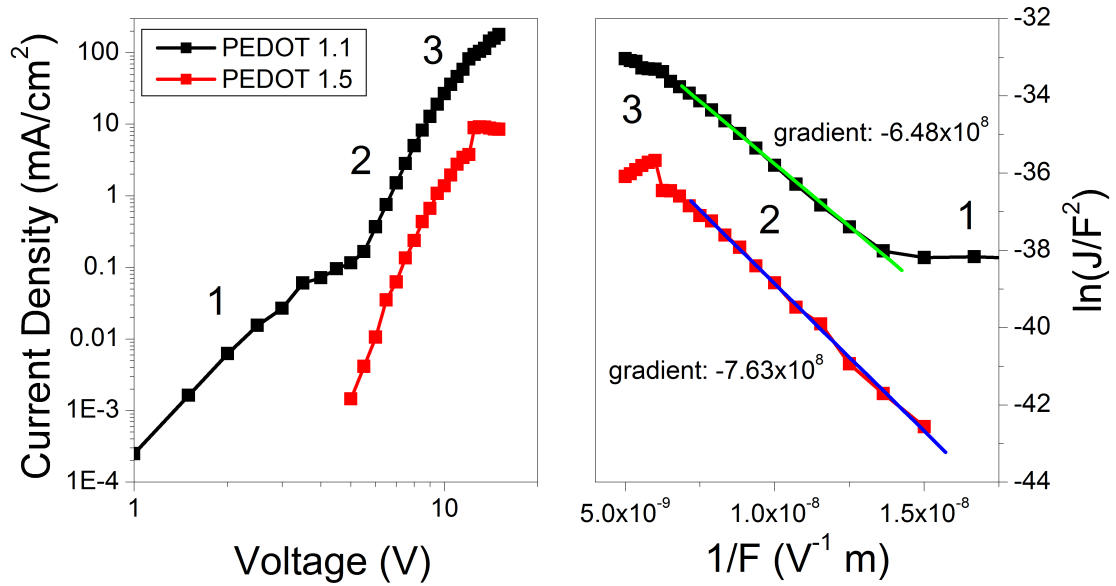 PEDOT 1.1
PEDOT 1.5
100
10
1
0.1
0.01
1E-3
1E-4
Current Density (mA/cm²)
1
2
3
1
10
Voltage (V)
3
gradient: -6.48x10⁸
2
1
gradient: -7.63x10⁸
-32
-34
-36
-38
-40
-42
-44
ln(J/F²)
5.0x10⁻⁹
1.0x10⁻⁸
1.5x10⁻⁸
1/F (V⁻¹ m)